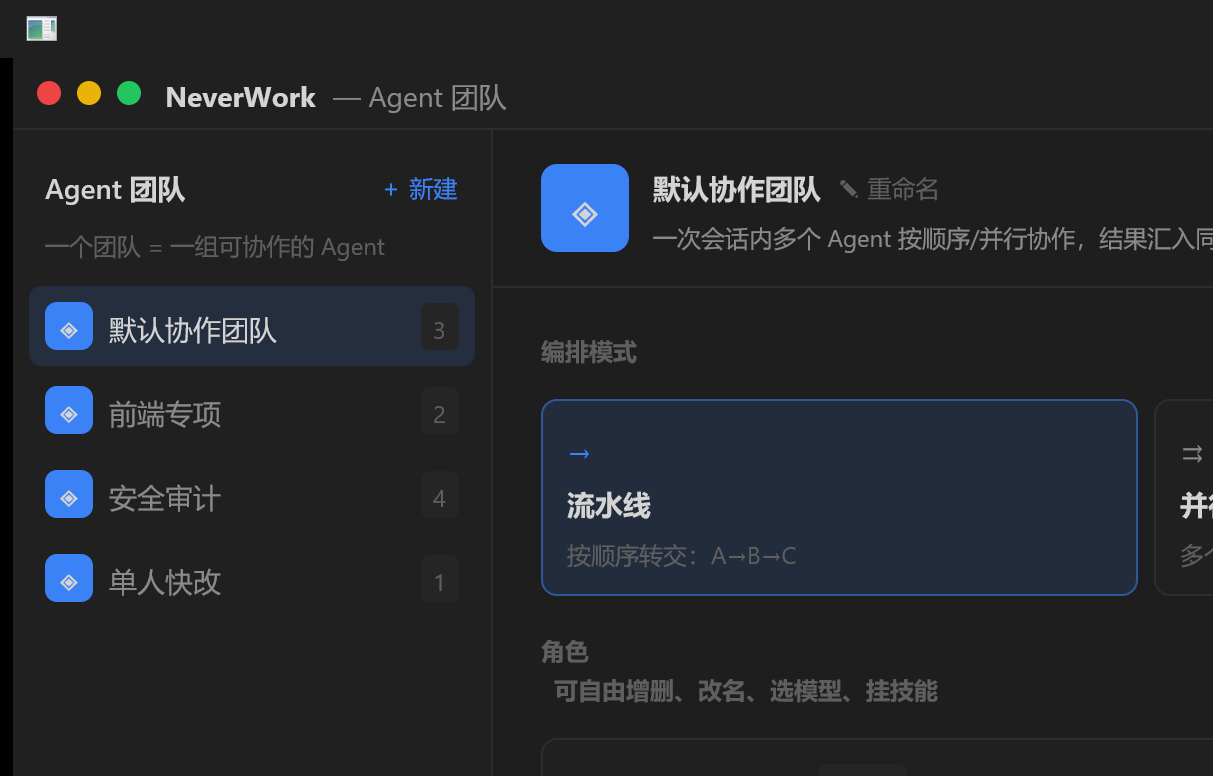 NeverWork — Agent 团队
Agent 团队
+ 新建
一个团队 = 一组可协作的 Agent
默认协作团队 3
前端专项 2
安全审计 4
单人快改 1
默认协作团队 重命名
一次会话内多个 Agent 按顺序/并行协作，结果汇入同
编排模式
→
流水线
按顺序转交：A→B→C
⇉
并行
多个
角色
可自由增删、改名、选模型、挂技能